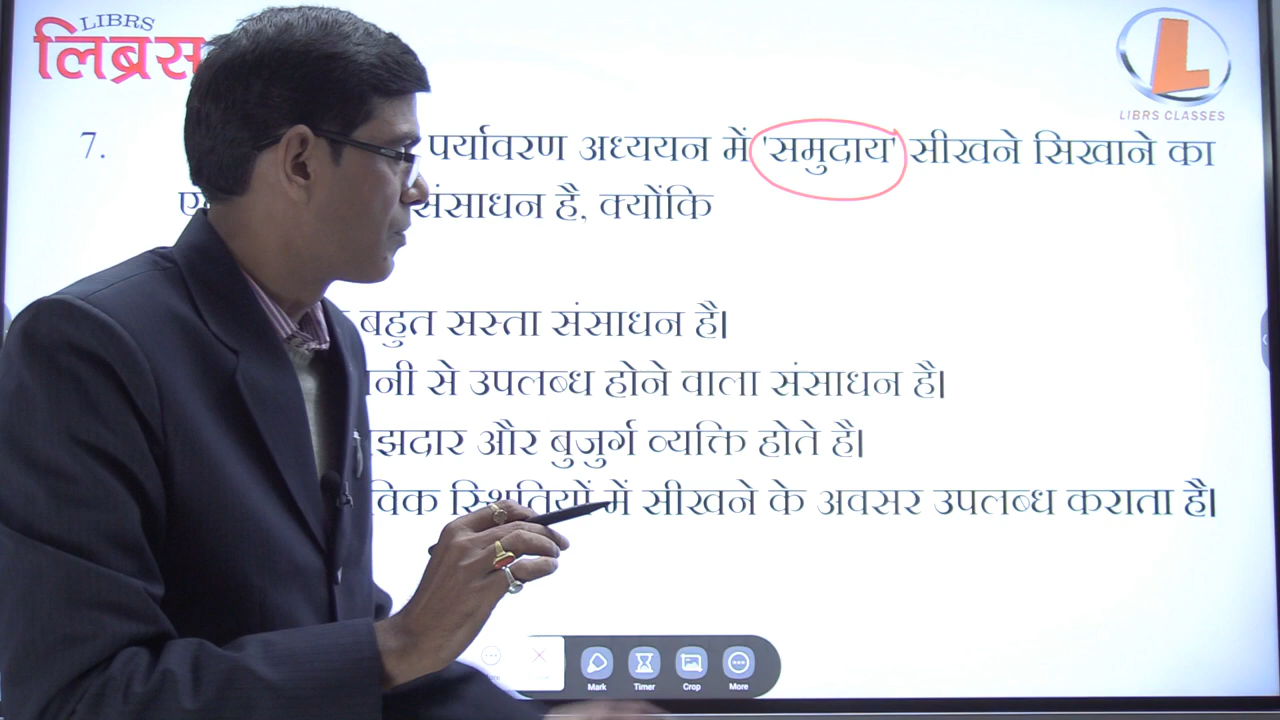 LIBRS
लिब्रस
LIBRS CLASSES
7. पर्यावरण अध्ययन में 'समुदाय' सीखने सिखाने का
संसाधन है, क्योंकि
बहुत सस्ता संसाधन है।
से उपलब्ध होने वाला संसाधन है।
और बुजुर्ग व्यक्ति होते है।
स्थितियों में सीखने के अवसर उपलब्ध कराता है।
Mark Timer Crop More